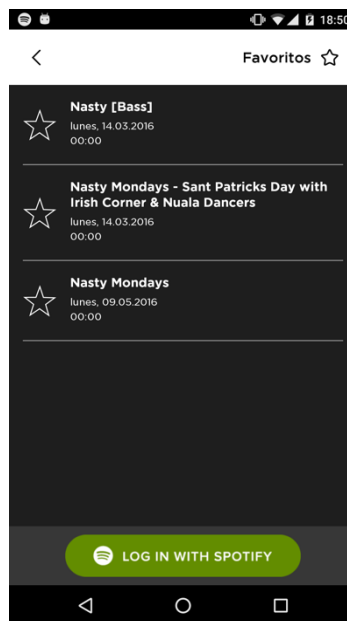 18:50
Favoritos
Nasty [Bass]
lunes, 14.03.2016
00:00
Nasty Mondays - Sant Patricks Day with
Irish Corner & Nuala Dancers
lunes, 14.03.2016
00:00
Nasty Mondays
lunes, 09.05.2016
00:00
LOG IN WITH SPOTIFY